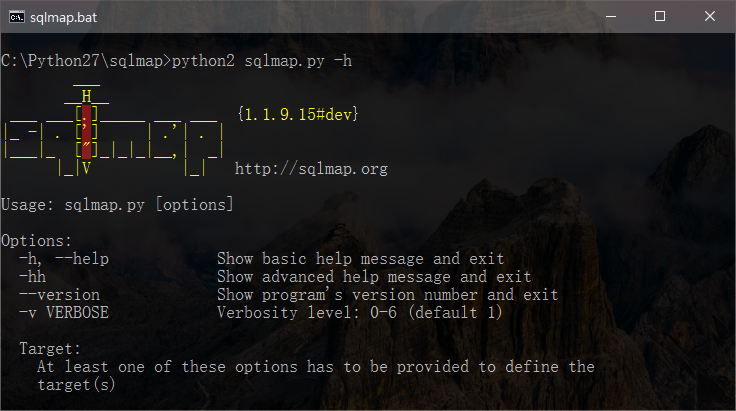 sqlmap.bat
C:\Python27\sqlmap>python2 sqlmap.py -h
        ___
       __H__
 ___ ___[.]_____ ___ ___  {1.1.9.15#dev}
|_ -| . [']     | .'| . |
|___|_  ["]_|_|_|__,|  _|
      |_|V          |_|   http://sqlmap.org
Usage: sqlmap.py [options]
Options:
  -h, --help            Show basic help message and exit
  -hh                   Show advanced help message and exit
  --version             Show program's version number and exit
  -v VERBOSE            Verbosity level: 0-6 (default 1)
  Target:
    At least one of these options has to be provided to define the
    target(s)